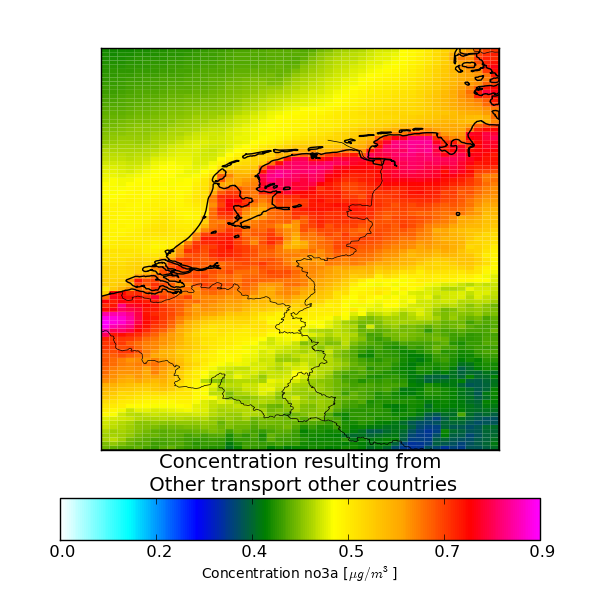 Concentration resulting from
Other transport other countries
0.0 0.2 0.4 0.5 0.7 0.9
Concentration no3a [μg/m³ ]